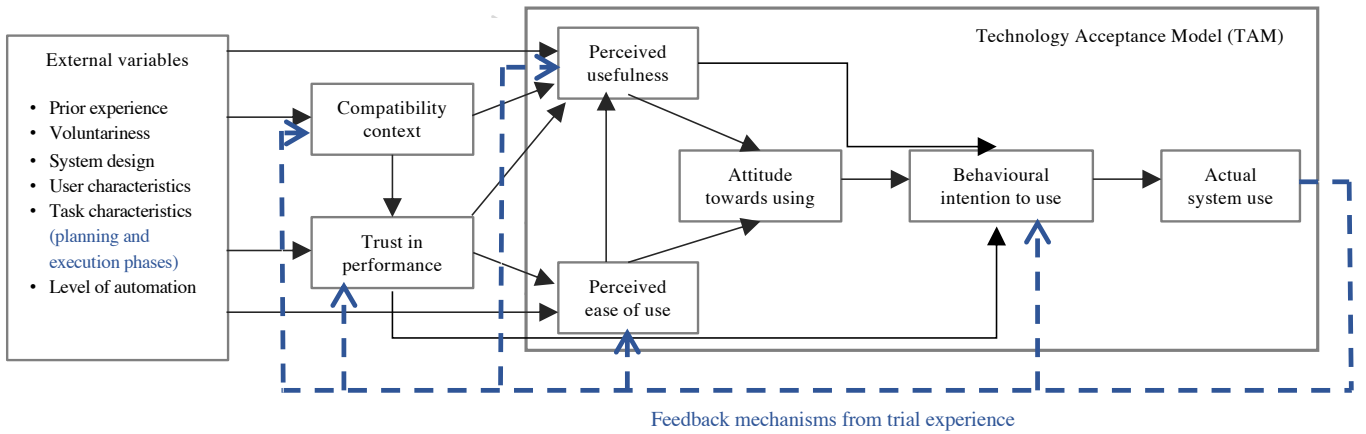 External variables
• Prior experience
• Voluntariness
• System design
• User characteristics
• Task characteristics
(planning and
execution phases)
• Level of automation
Compatibility
context
Trust in
performance
Technology Acceptance Model (TAM)
Perceived
usefulness
Perceived
ease of use
Attitude
towards using
Behavioural
intention to use
Actual
system use
Feedback mechanisms from trial experience